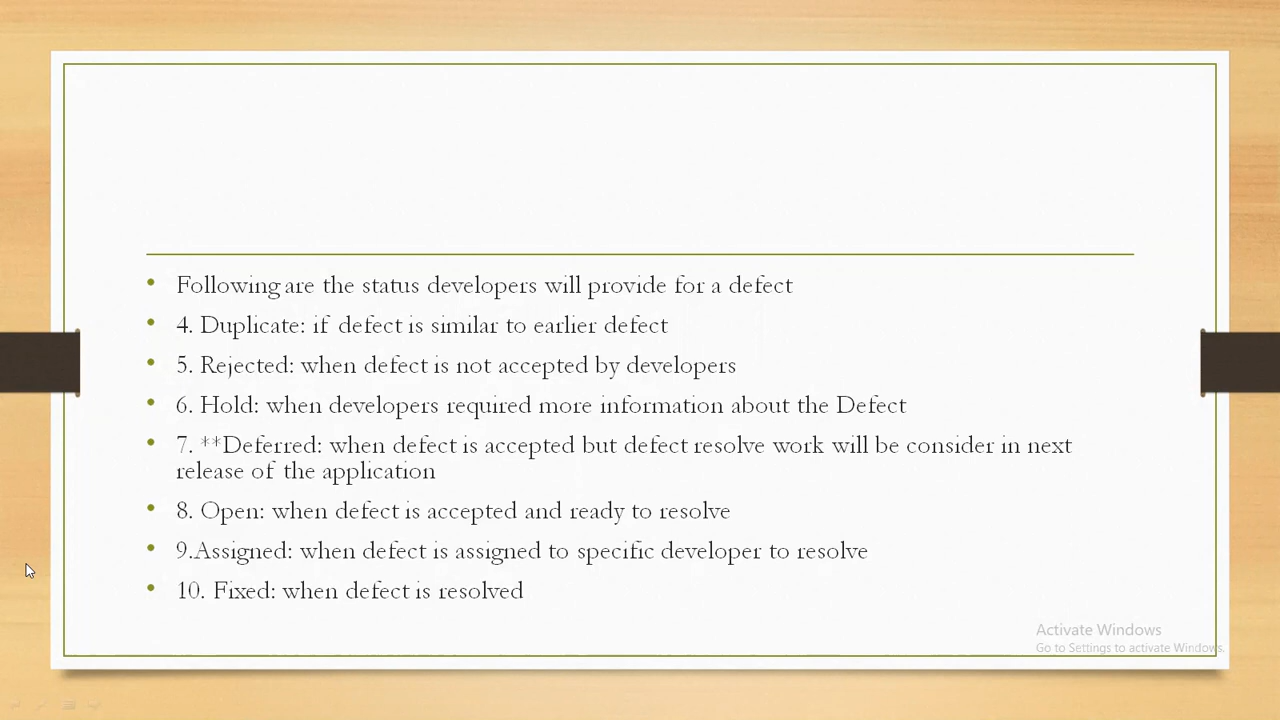 • Following are the status developers will provide for a defect
• 4. Duplicate: if defect is similar to earlier defect
• 5. Rejected: when defect is not accepted by developers
• 6. Hold: when developers required more information about the Defect
• 7. **Deferred: when defect is accepted but defect resolve work will be consider in next
release of the application
• 8. Open: when defect is accepted and ready to resolve
• 9.Assigned: when defect is assigned to specific developer to resolve
• 10. Fixed: when defect is resolved
Activate Windows
Go to Settings to activate Windows.